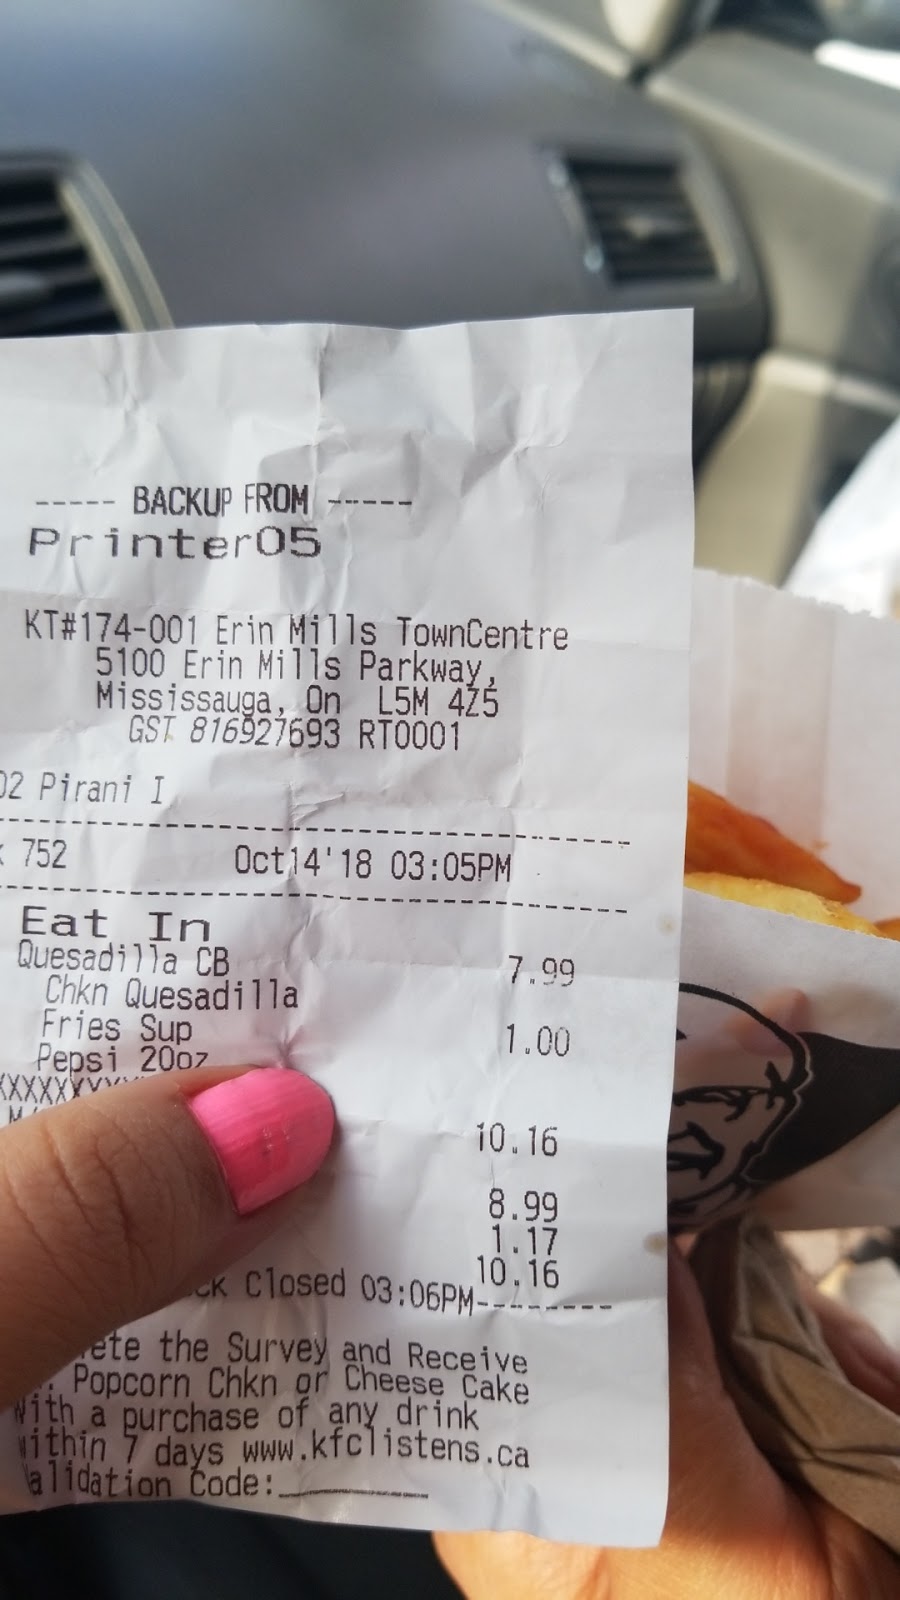 ----- BACKUP FROM -----
Printer05
KT#174-001 Erin Mills TownCentre
5100 Erin Mills Parkway,
Mississauga, On L5M 4Z5
GST 816927693 RT0001
02 Pirani I
752 Oct14'18 03:05PM
Eat In
Quesadilla CB 7.99
Chkn Quesadilla
Fries Sup 1.00
Pepsi 20oz
10.16
8.99
1.17
10.16
Closed 03:06PM---------
the Survey and Receive
Popcorn Chkn or Cheese Cake
With a purchase of any drink
within 7 days www.kfclistens.ca
Validation Code:__________